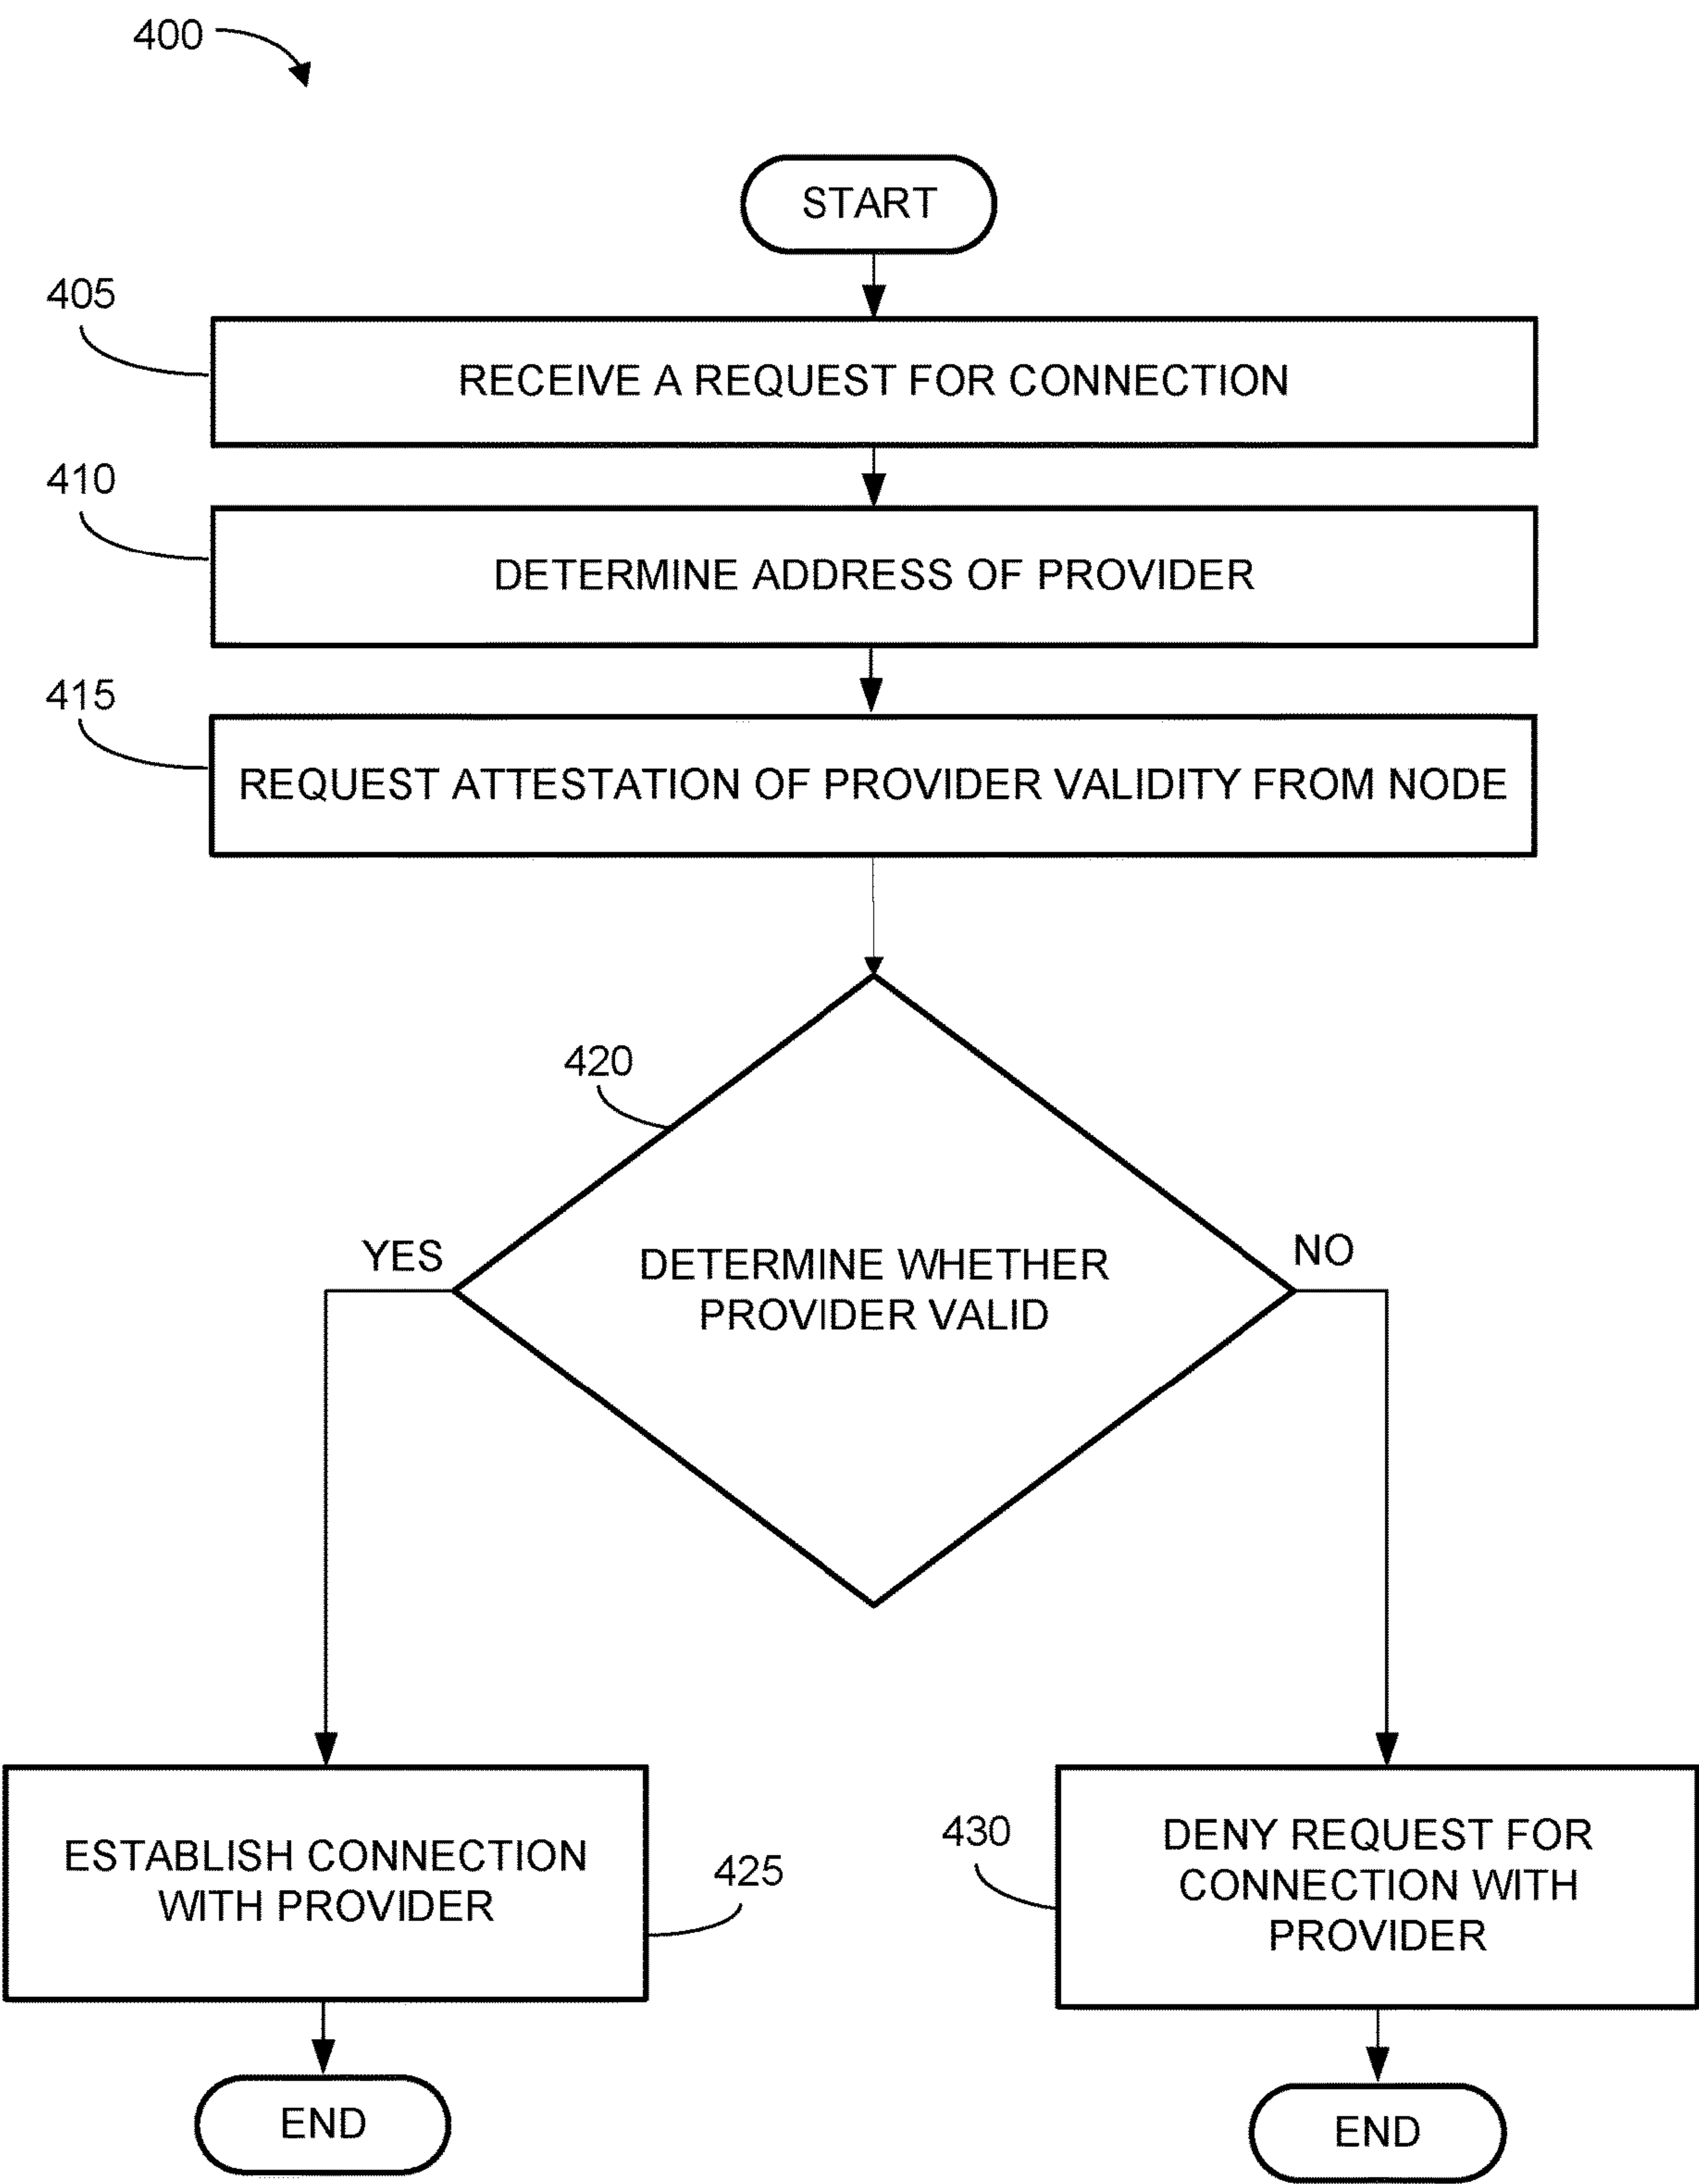 400
START
405
RECEIVE A REQUEST FOR CONNECTION
410
DETERMINE ADDRESS OF PROVIDER
415
REQUEST ATTESTATION OF PROVIDER VALIDITY FROM NODE
420
YES
NO
DETERMINE WHETHER
PROVIDER VALID
ESTABLISH CONNECTION
WITH PROVIDER
425
430
DENY REQUEST FOR
CONNECTION WITH
PROVIDER
END
END